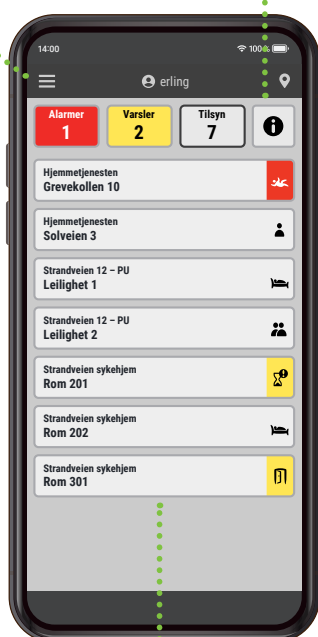 14:00
100%
erling
Alarmer
1
Varsler
2
Tilsyn
7
Hjemmetjenesten
Grevekollen 10
Hjemmetjenesten
Solveien 3
Strandveien 12 – PU
Leilighet 1
Strandveien 12 – PU
Leilighet 2
Strandveien sykehjem
Rom 201
Strandveien sykehjem
Rom 202
Strandveien sykehjem
Rom 301